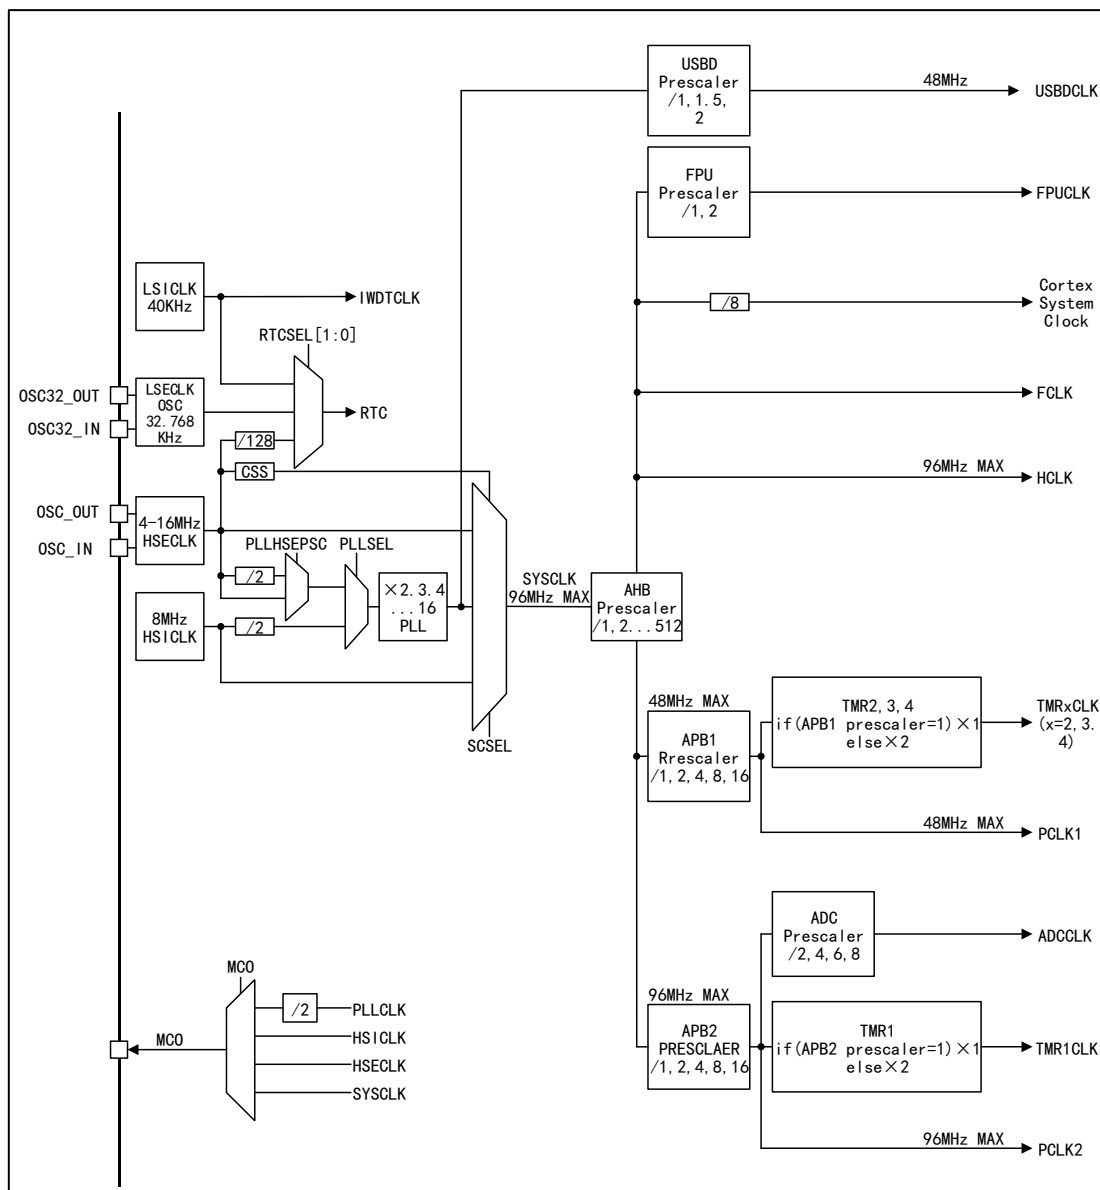 USBD
Prescaler
/1, 1.5,
2
48MHz
USBDCLK
FPU
Prescaler
/1, 2
FPUCLK
LSICLK
40KHz
IWDTCLK
/8
Cortex
System
Clock
RTCSEL[1:0]
OSC32_OUT
OSC32_IN
LSECLK
OSC
32.768
KHz
RTC
FCLK
/128
CSS
96MHz MAX
HCLK
OSC_OUT
OSC_IN
4-16MHz
HSECLK
PLLHSEPSC
PLLSEL
/2
×2.3.4
...16
PLL
SYSCLK
96MHz MAX
AHB
Prescaler
/1, 2...512
8MHz
HSICLK
/2
SCSEL
48MHz MAX
APB1
Rrescaler
/1, 2, 4, 8, 16
TMR2, 3, 4
if(APB1 prescaler=1)×1
else×2
TMRxCLK
(x=2, 3.
4)
48MHz MAX
PCLK1
ADC
Prescaler
/2, 4, 6, 8
ADCCLK
MCO
/2
PLLCLK
HSICLK
HSECLK
SYSCLK
MCO
96MHz MAX
APB2
PRESCLAER
/1, 2, 4, 8, 16
TMR1
if(APB2 prescaler=1)×1
else×2
TMR1CLK
96MHz MAX
PCLK2